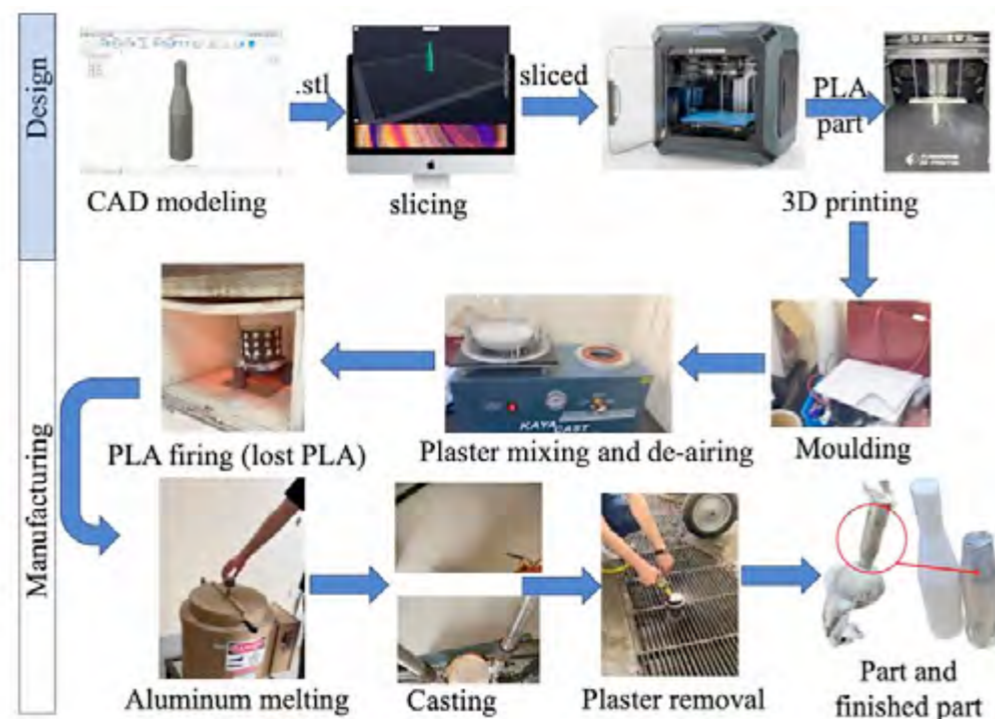 Design
.stl
sliced
PLA
part
CAD modeling
slicing
3D printing
Manufacturing
KAYA CAST
PLA firing (lost PLA)
Plaster mixing and de-airing
Moulding
DANGER
Aluminum melting
Casting
Plaster removal
Part and
finished part